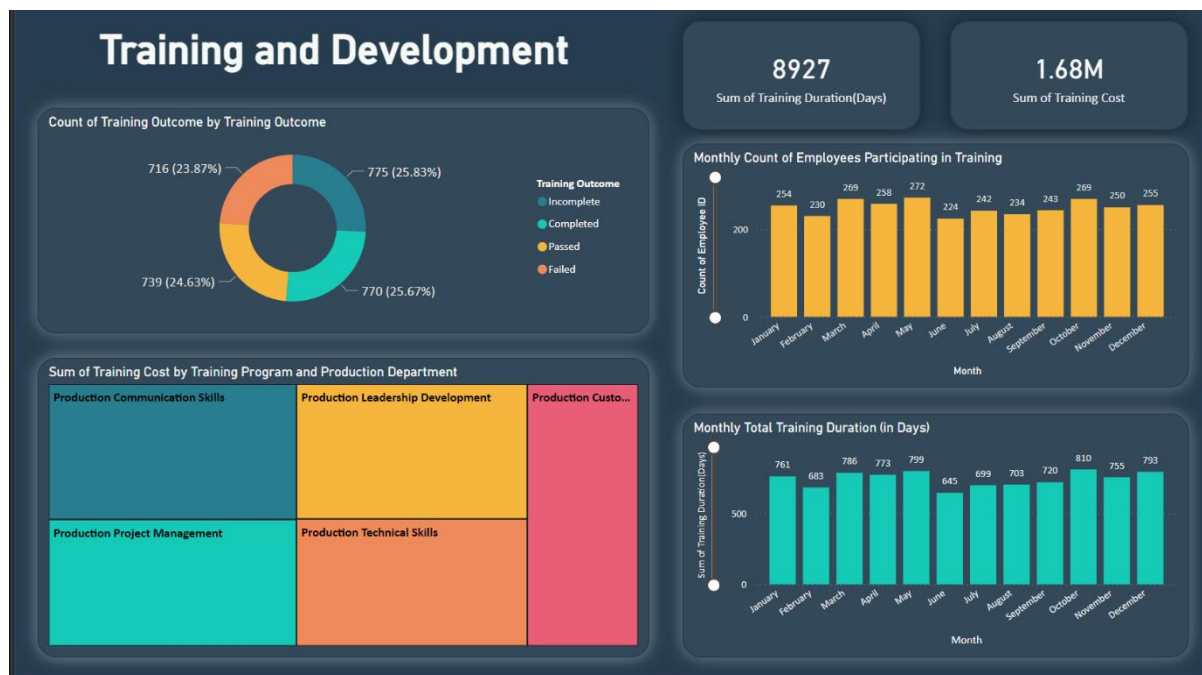 Training and Development
8927
Sum of Training Duration(Days)
1.68M
Sum of Training Cost
Count of Training Outcome by Training Outcome
716 (23.87%)
775 (25.83%)
739 (24.63%)
770 (25.67%)
Training Outcome
Incomplete
Completed
Passed
Failed
Monthly Count of Employees Participating in Training
Count of Employee ID
200
0
254
230
269
258
272
224
242
234
243
269
250
255
January
February
March
April
May
June
July
August
September
October
November
December
Month
Sum of Training Cost by Training Program and Production Department
Production Communication Skills
Production Leadership Development
Production Custo...
Production Project Management
Production Technical Skills
Monthly Total Training Duration (in Days)
Sum of Training Duration(Days)
500
0
761
683
786
773
799
645
699
703
720
810
755
793
January
February
March
April
May
June
July
August
September
October
November
December
Month